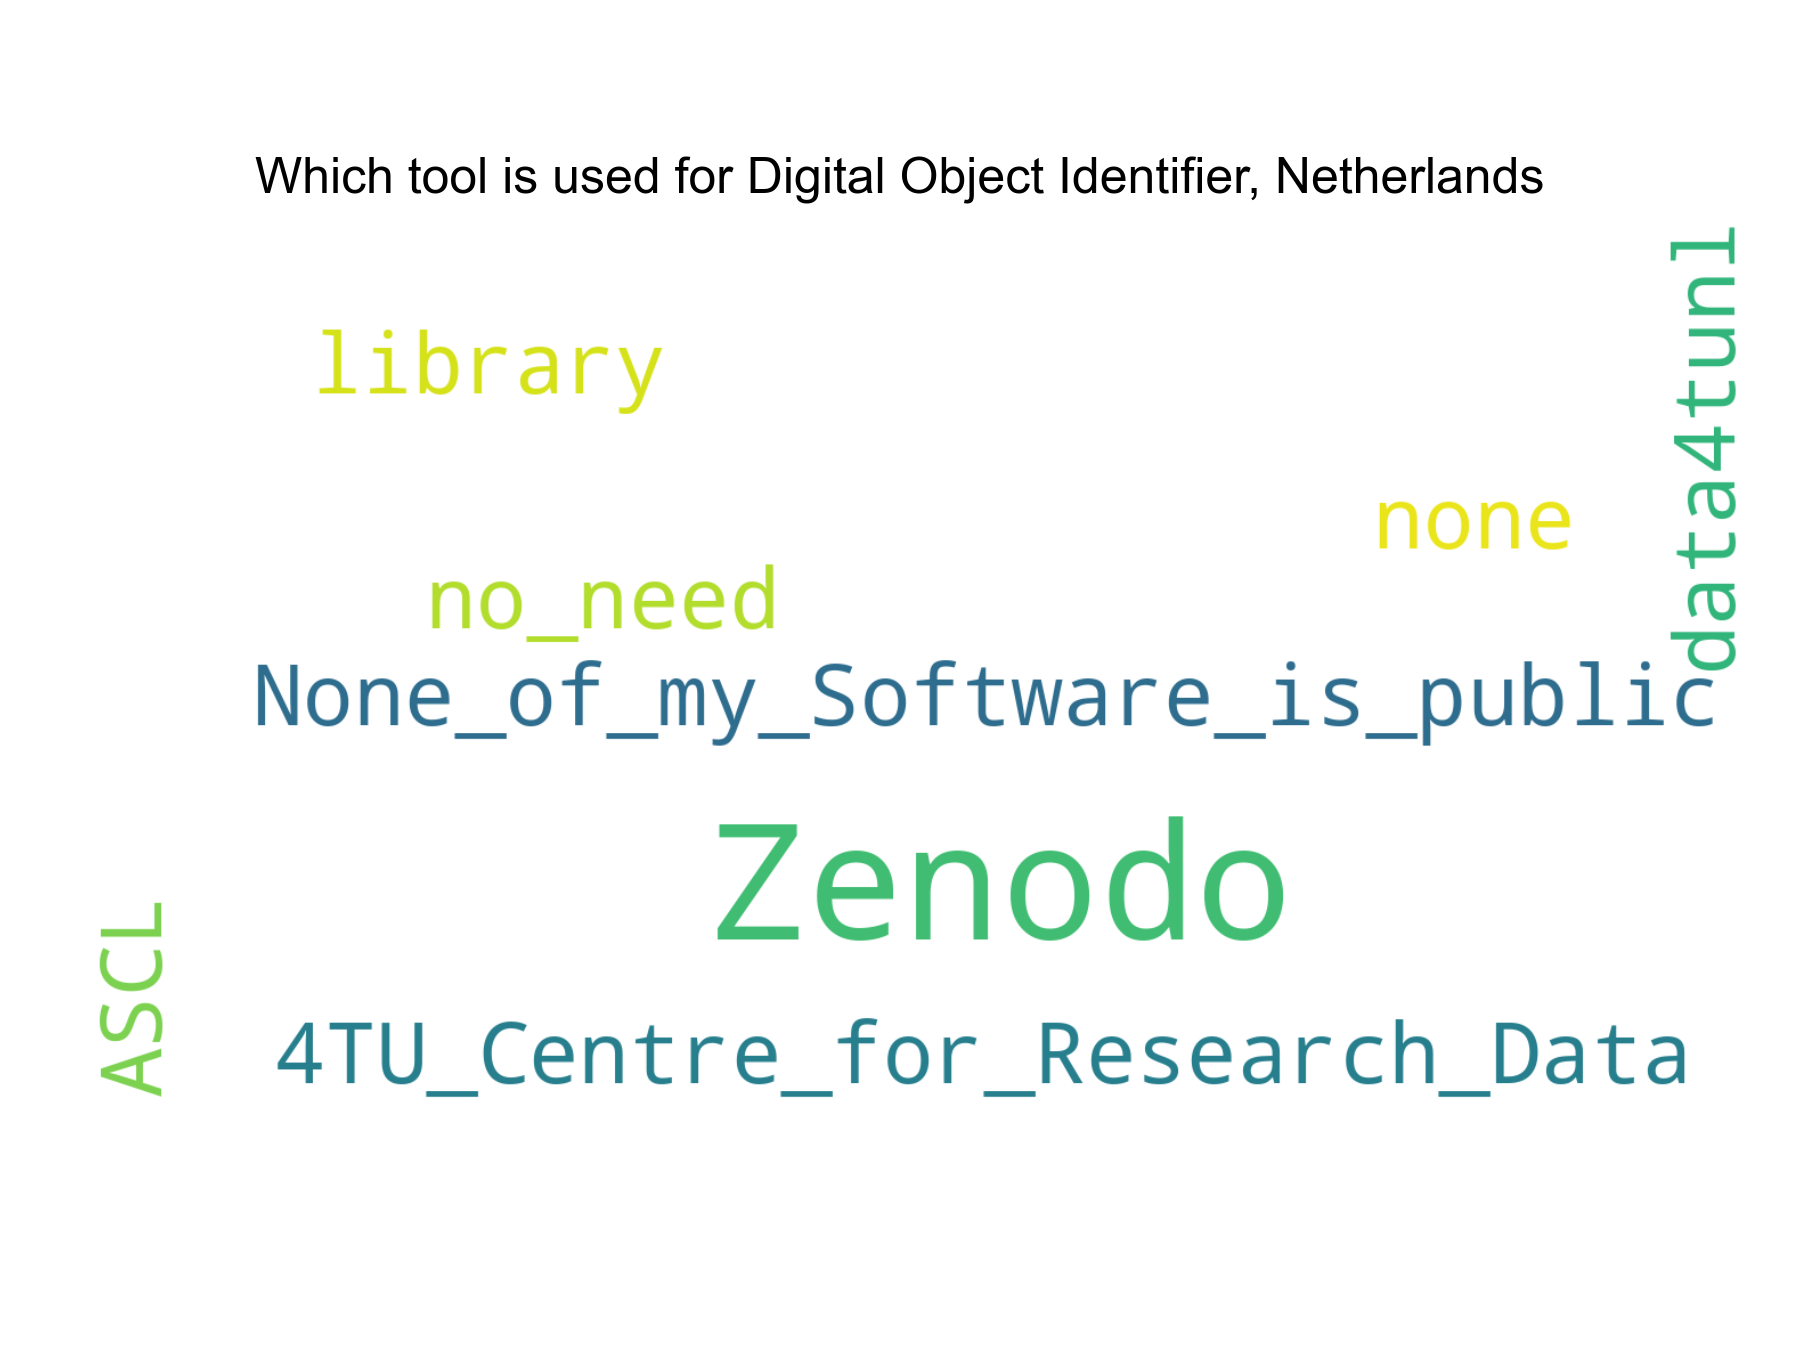 Which tool is used for Digital Object Identifier, Netherlands
library
data4tunl
none
no_need
None_of_my_Software_is_public
Zenodo
ASCL
4TU_Centre_for_Research_Data